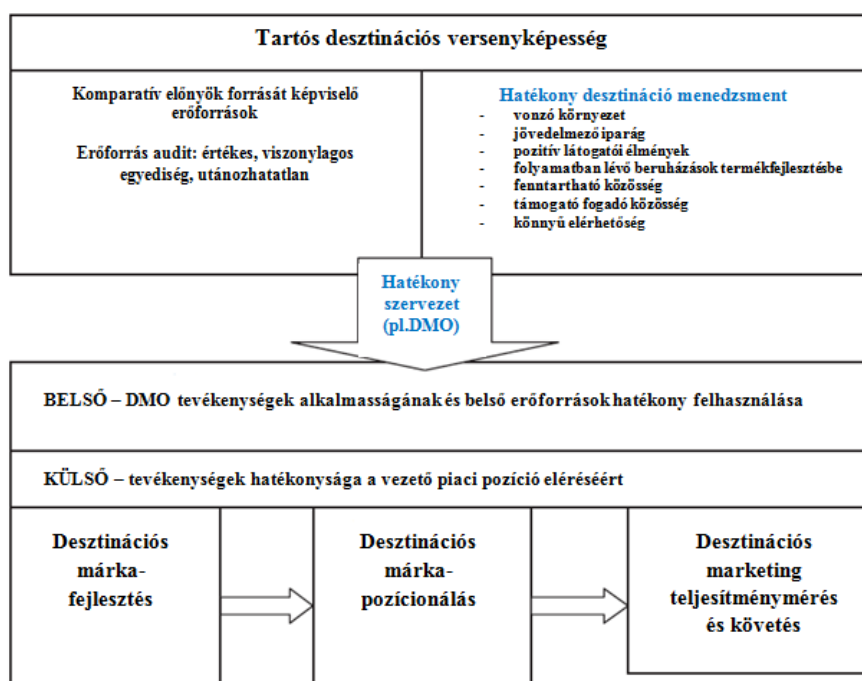 Tartós desztinációs versenyképesség
Komparatív előnyök forrását képviselő
erőforrások
Erőforrás audit: értékes, viszonylagos
egyediség, utánozhatatlan
Hatékony desztináció menedzsment
- vonzó környezet
- jövedelmező iparág
- pozitív látogatói élmények
- folyamatban lévő beruházások termékfejlesztésbe
- fenntartható közösség
- támogató fogadó közösség
- könnyű elérhetőség
Hatékony
szervezet
(pl.DMO)
BELSŐ – DMO tevékenységek alkalmasságának és belső erőforrások hatékony felhasználása
KÜLSŐ – tevékenységek hatékonysága a vezető piaci pozíció eléréséért
Desztinációs
márka-
fejlesztés
Desztinációs
márka-
pozícionálás
Desztinációs
marketing
teljesítménymérés
és követés